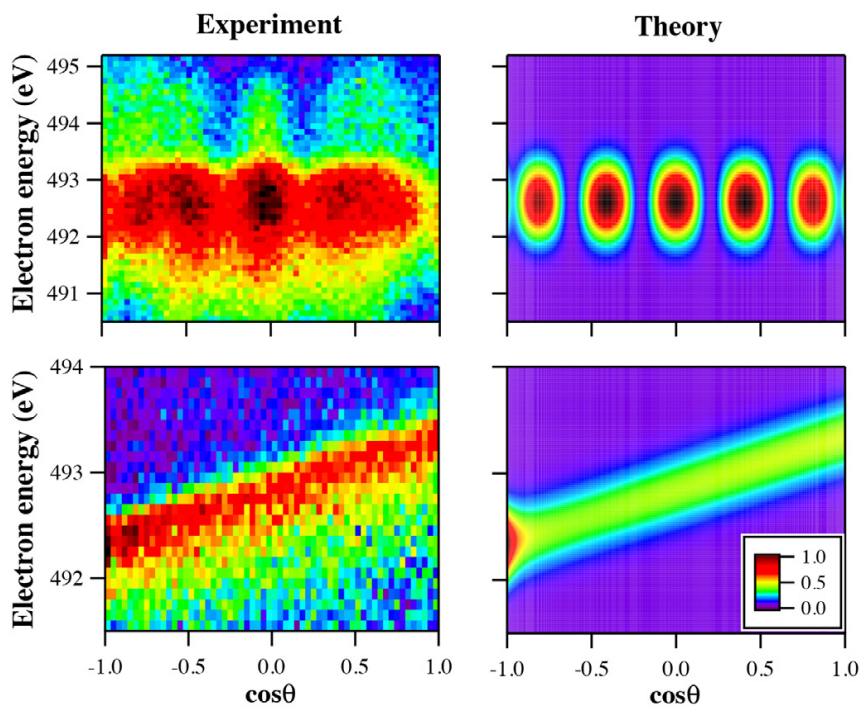 Experiment
Theory
Electron energy (eV)
495
494
493
492
491
Electron energy (eV)
494
493
492
-1.0 -0.5 0.0 0.5 1.0
cosθ
1.0
0.5
0.0
-1.0 -0.5 0.0 0.5 1.0
cosθ